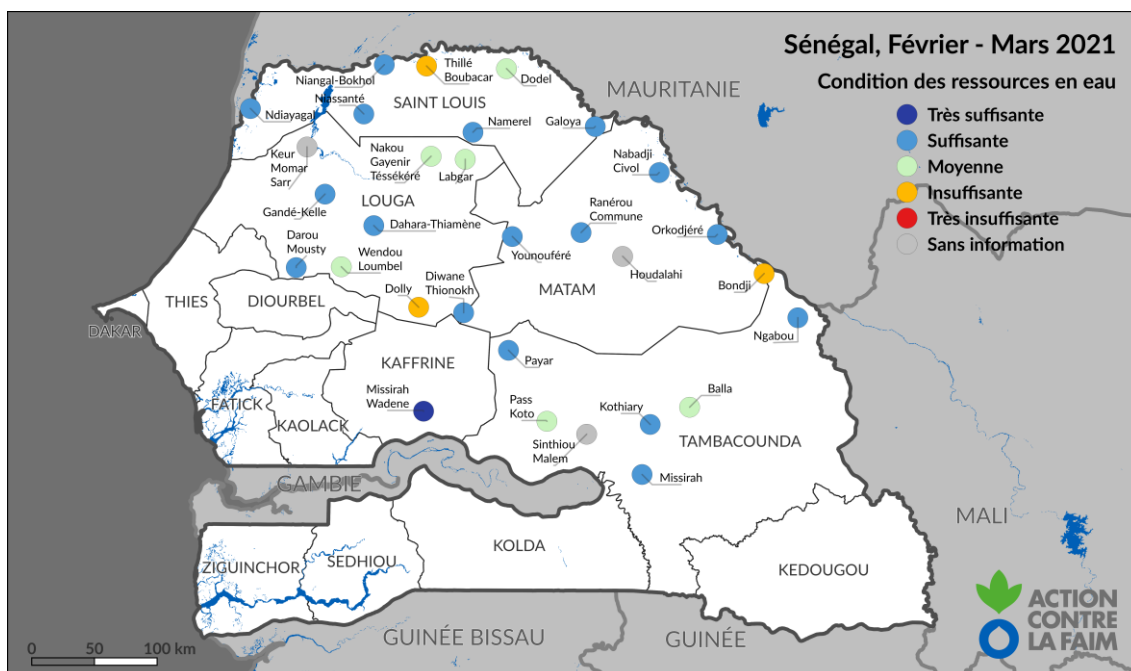 Sénégal, Février - Mars 2021
Condition des ressources en eau
Très suffisante
Suffisante
Moyenne
Insuffisante
Très insuffisante
Sans information
MAURITANIE
Niangal-Bokhol
Thillé
Boubacar
Dodel
Ndiayagal
Niassanté
SAINT LOUIS
Namerel
Galoya
Keur
Momar
Sarr
Nakou
Gayenir
Téssékéré
Labgar
Nabadji
Civol
Gandé-Kelle
LOUGA
Dahara-Thiamène
Ranérou
Commune
Orkodjéré
Younouféré
Darou
Mousty
Wendou
Loumbel
Houdalahi
Bondji
Dolly
Diwane
Thionokh
MATAM
THIES
DIOURBEL
DAKAR
Ngabou
KAFFRINE
Payar
Missirah
Wadene
FATICK
KAOLACK
Pass
Koto
Kothiary
Balla
Sinthiou
Malem
TAMBACOUNDA
Missirah
GAMBIE
MALI
ZIGUINCHOR
SEDHIOU
KOLDA
KEDOUGOU
GUINÉE BISSAU
GUINÉE
0 50 100 km
ACTION
CONTRE
LA FAIM